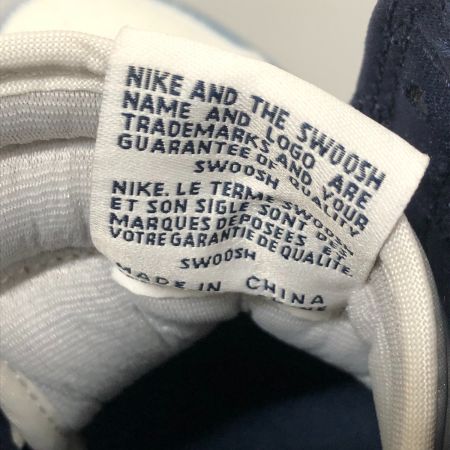 NIKE AND THE SWOOSH
NAME AND LOGO ARE
TRADEMARKS AND YOUR
GUARANTEE OF QUALITY
SWOOSH
NIKE. LE TERME SWOOSH
ET SON SIGLE SONT DES
MARQUES DEPOSEES ET
VOTRE GARANTIE DE QUALITE.
SWOOSH
MADE IN CHINA